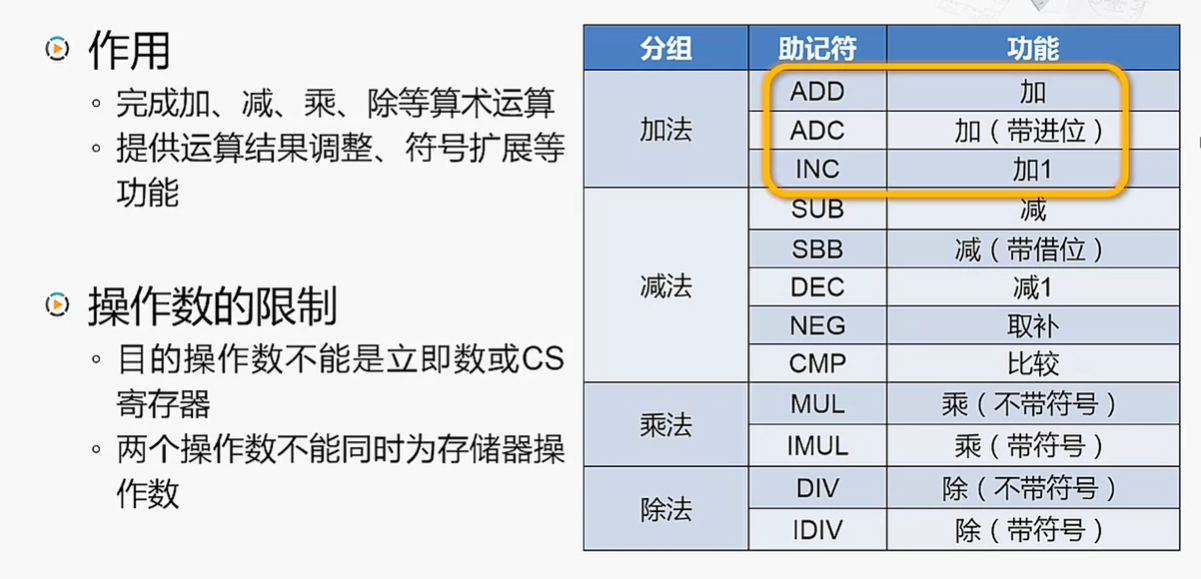 作用
完成加、减、乘、除等算术运算
提供运算结果调整、符号扩展等
功能
操作数的限制
目的操作数不能是立即数或CS
寄存器
两个操作数不能同时为存储器操
作数
分组 助记符 功能
加法
ADD 加
ADC 加（带进位）
INC 加1
减法
SUB 减
SBB 减（带借位）
DEC 减1
NEG 取补
CMP 比较
乘法
MUL 乘（不带符号）
IMUL 乘（带符号）
除法
DIV 除（不带符号）
IDIV 除（带符号）